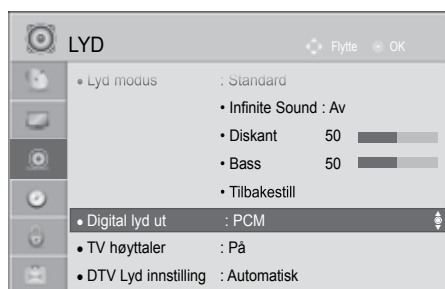 LYD Flytte OK
• Lyd modus : Standard
• Infinite Sound : Av
• Diskant 50
• Bass 50
• Tilbakestill
• Digital lyd ut : PCM
• TV høyttaler : På
• DTV Lyd innstilling : Automatisk